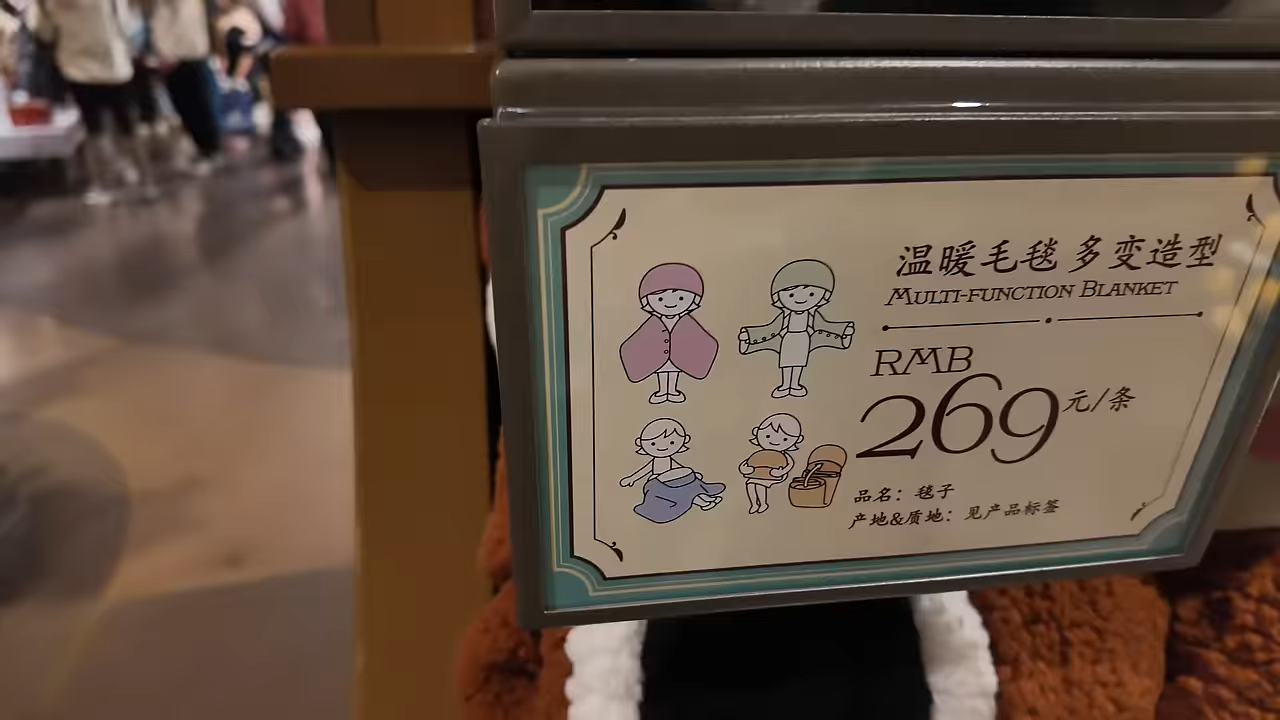 温暖毛毯 多变造型
MULTI-FUNCTION BLANKET
RMB
269元/条
品名：毯子
产地&质地：见产品标签